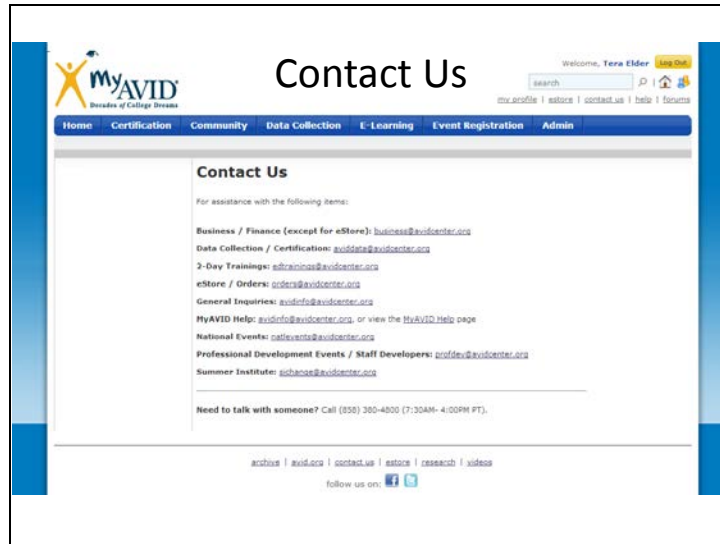 MyAVID
Decades of College Dreams
Contact Us
Welcome, Tera Elder Log Out
search
my profile | estore | contact us | help | forums
Home Certification Community Data Collection E-Learning Event Registration Admin
Contact Us
For assistance with the following items:
Business / Finance (except for eStore): business@avidcenter.org
Data Collection / Certification: aviddata@avidcenter.org
2-Day Trainings: edtrainings@avidcenter.org
eStore / Orders: orders@avidcenter.org
General Inquiries: avidinfo@avidcenter.org
MyAVID Help: avidinfo@avidcenter.org, or view the MyAVID Help page
National Events: natlevents@avidcenter.org
Professional Development Events / Staff Developers: profdev@avidcenter.org
Summer Institute: sichange@avidcenter.org
Need to talk with someone? Call (858) 380-4800 (7:30AM- 4:00PM PT).
archive | avid.org | contact us | estore | research | videos
follow us on: